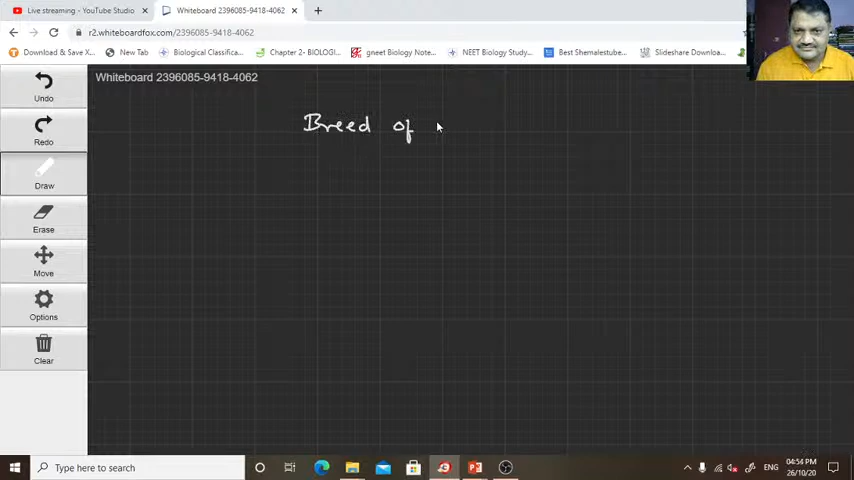 Live streaming - YouTube Studio
Whiteboard 2396085-9418-4062
r2.whiteboardfox.com/2396085-9418-4062
Download & Save X...
New Tab
Biological Classifica...
Chapter 2- BIOLOGI...
gneet Biology Note...
NEET Biology Study...
Best Shemalestube...
Slideshare Download...
Whiteboard 2396085-9418-4062
Undo
Redo
Draw
Erase
Move
Options
Clear
Breed of
Type here to search
ENG
04:54 PM
26/10/20